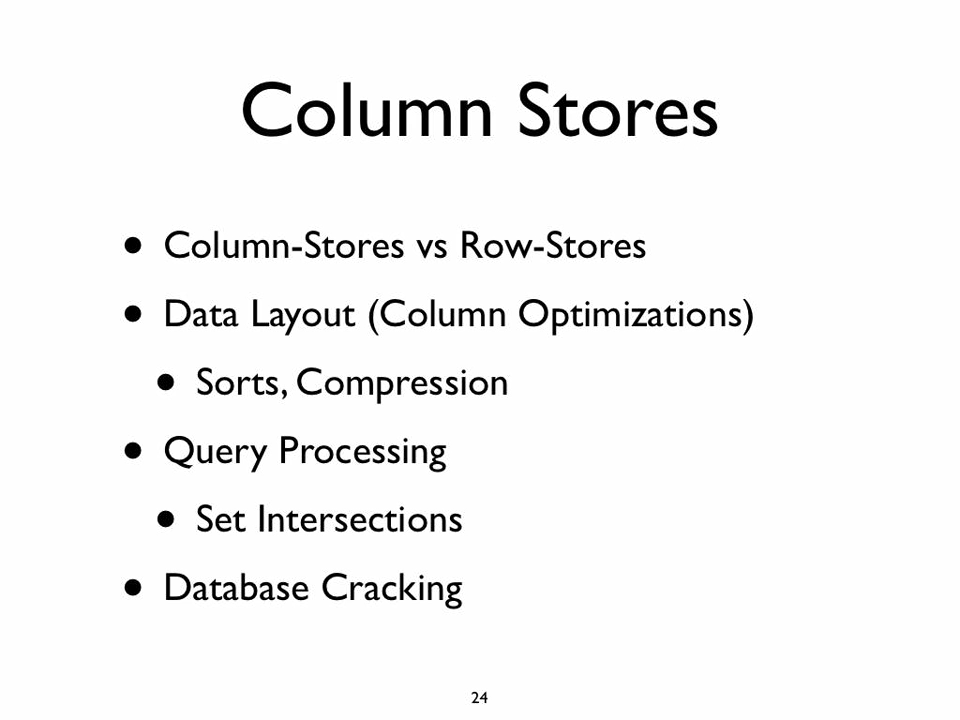 Column Stores
• Column-Stores vs Row-Stores
• Data Layout (Column Optimizations)
• Sorts, Compression
• Query Processing
• Set Intersections
• Database Cracking
24